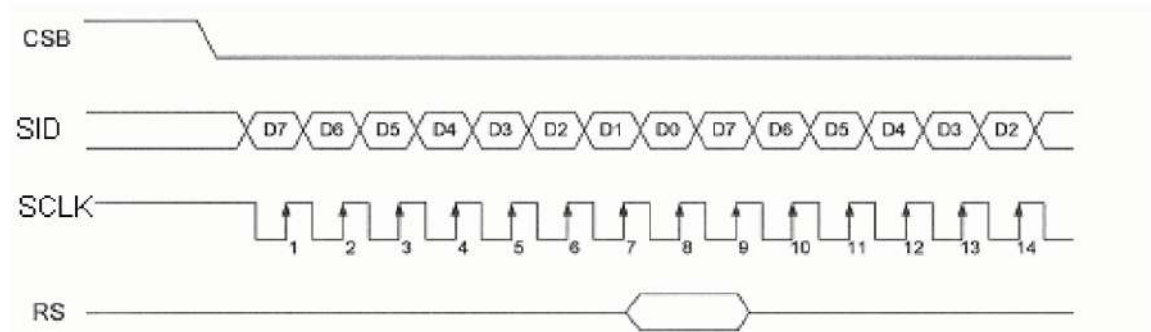 CSB
SID D7 D6 D5 D4 D3 D2 D1 D0 D7 D6 D5 D4 D3 D2
SCLK
1 2 3 4 5 6 7 8 9 10 11 12 13 14
RS